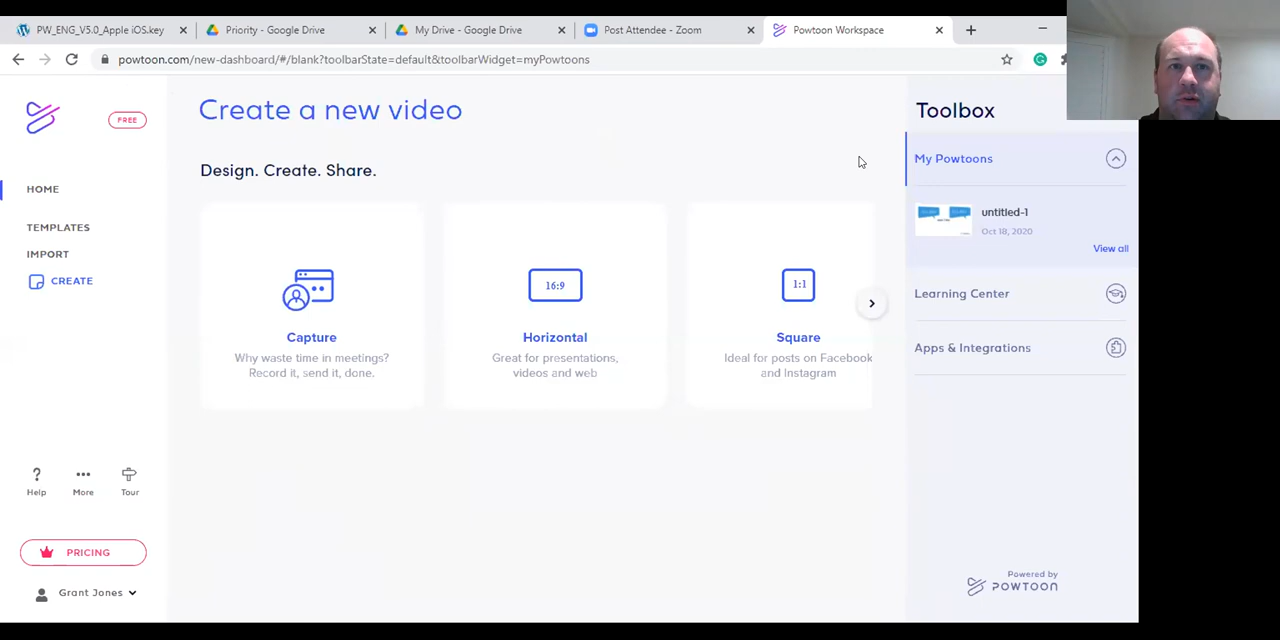 PW_ENG_V5.0_Apple iOS.key
Priority - Google Drive
My Drive - Google Drive
Post Attendee - Zoom
Powtoon Workspace
powtoon.com/new-dashboard/#/blank?toolbarState=default&toolbarWidget=myPowtoons
FREE
HOME
TEMPLATES
IMPORT
CREATE
Help
More
Tour
PRICING
Grant Jones
Create a new video
Design. Create. Share.
Capture
Why waste time in meetings?
Record it, send it, done.
16:9
Horizontal
Great for presentations,
videos and web
1:1
Square
Ideal for posts on Facebook
and Instagram
Toolbox
My Powtoons
untitled-1
Oct 18, 2020
View all
Learning Center
Apps & Integrations
Powered by
POWTOON